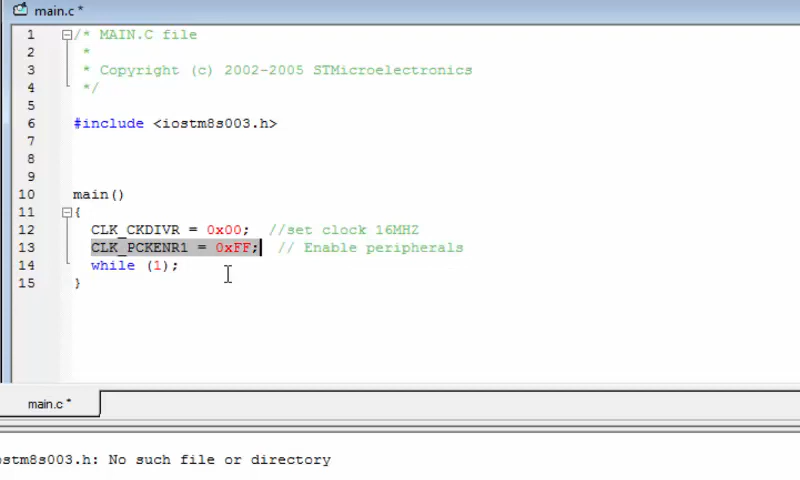 main.c *
1 /* MAIN.C file
2 *
3 * Copyright (c) 2002-2005 STMicroelectronics
4 */
5
6 #include <iostm8s003.h>
7
8
9
10 main()
11 {
12 CLK_CKDIVR = 0x00; //set clock 16MHZ
13 CLK_PCKENR1 = 0xFF; // Enable peripherals
14 while (1);
15 }
main.c *
ostm8s003.h: No such file or directory